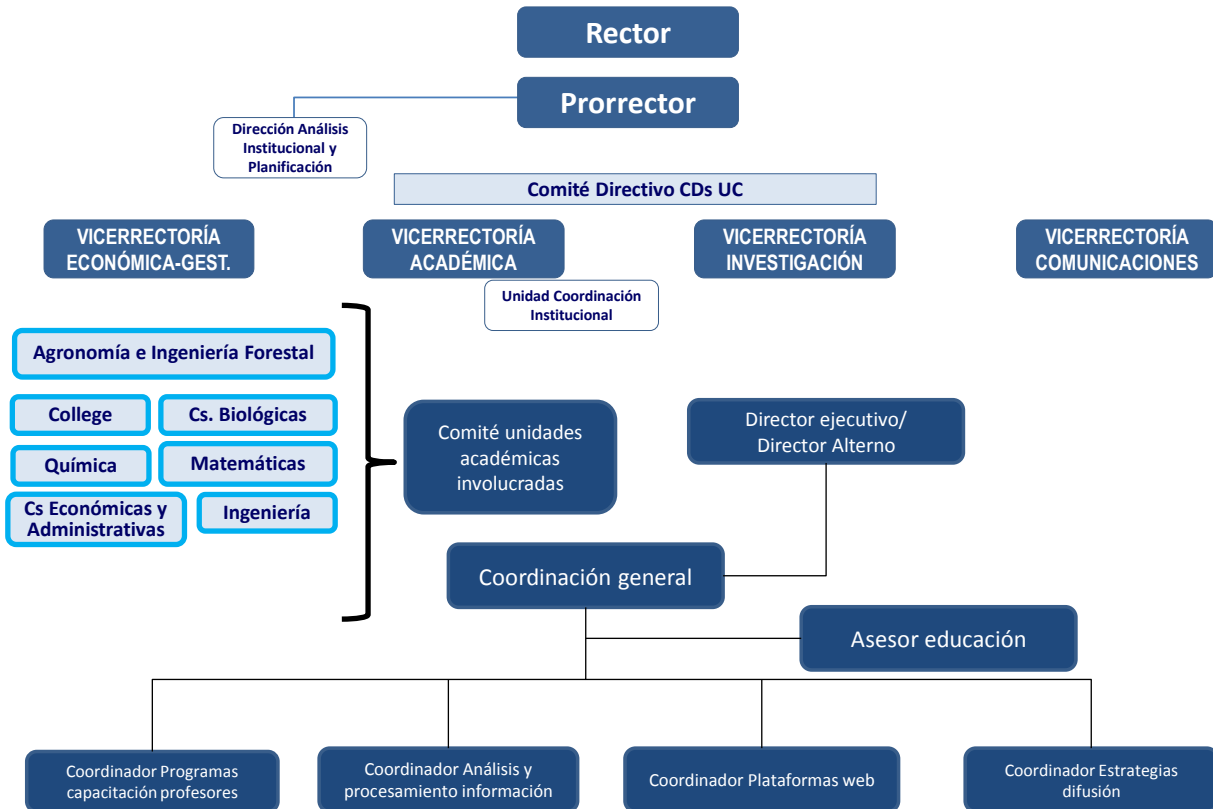 Rector
Prorrector
Dirección Análisis
Institucional y
Planificación
Comité Directivo CDs UC
VICERRECTORÍA
ECONÓMICA-GEST.
VICERRECTORÍA
ACADÉMICA
VICERRECTORÍA
INVESTIGACIÓN
VICERRECTORÍA
COMUNICACIONES
Unidad Coordinación
Institucional
Agronomía e Ingeniería Forestal
College
Cs. Biológicas
Química
Matemáticas
Cs Económicas y
Administrativas
Ingeniería
Comité unidades
académicas
involucradas
Director ejecutivo/
Director Alterno
Coordinación general
Asesor educación
Coordinador Programas
capacitación profesores
Coordinador Análisis y
procesamiento información
Coordinador Plataformas web
Coordinador Estrategias
difusión